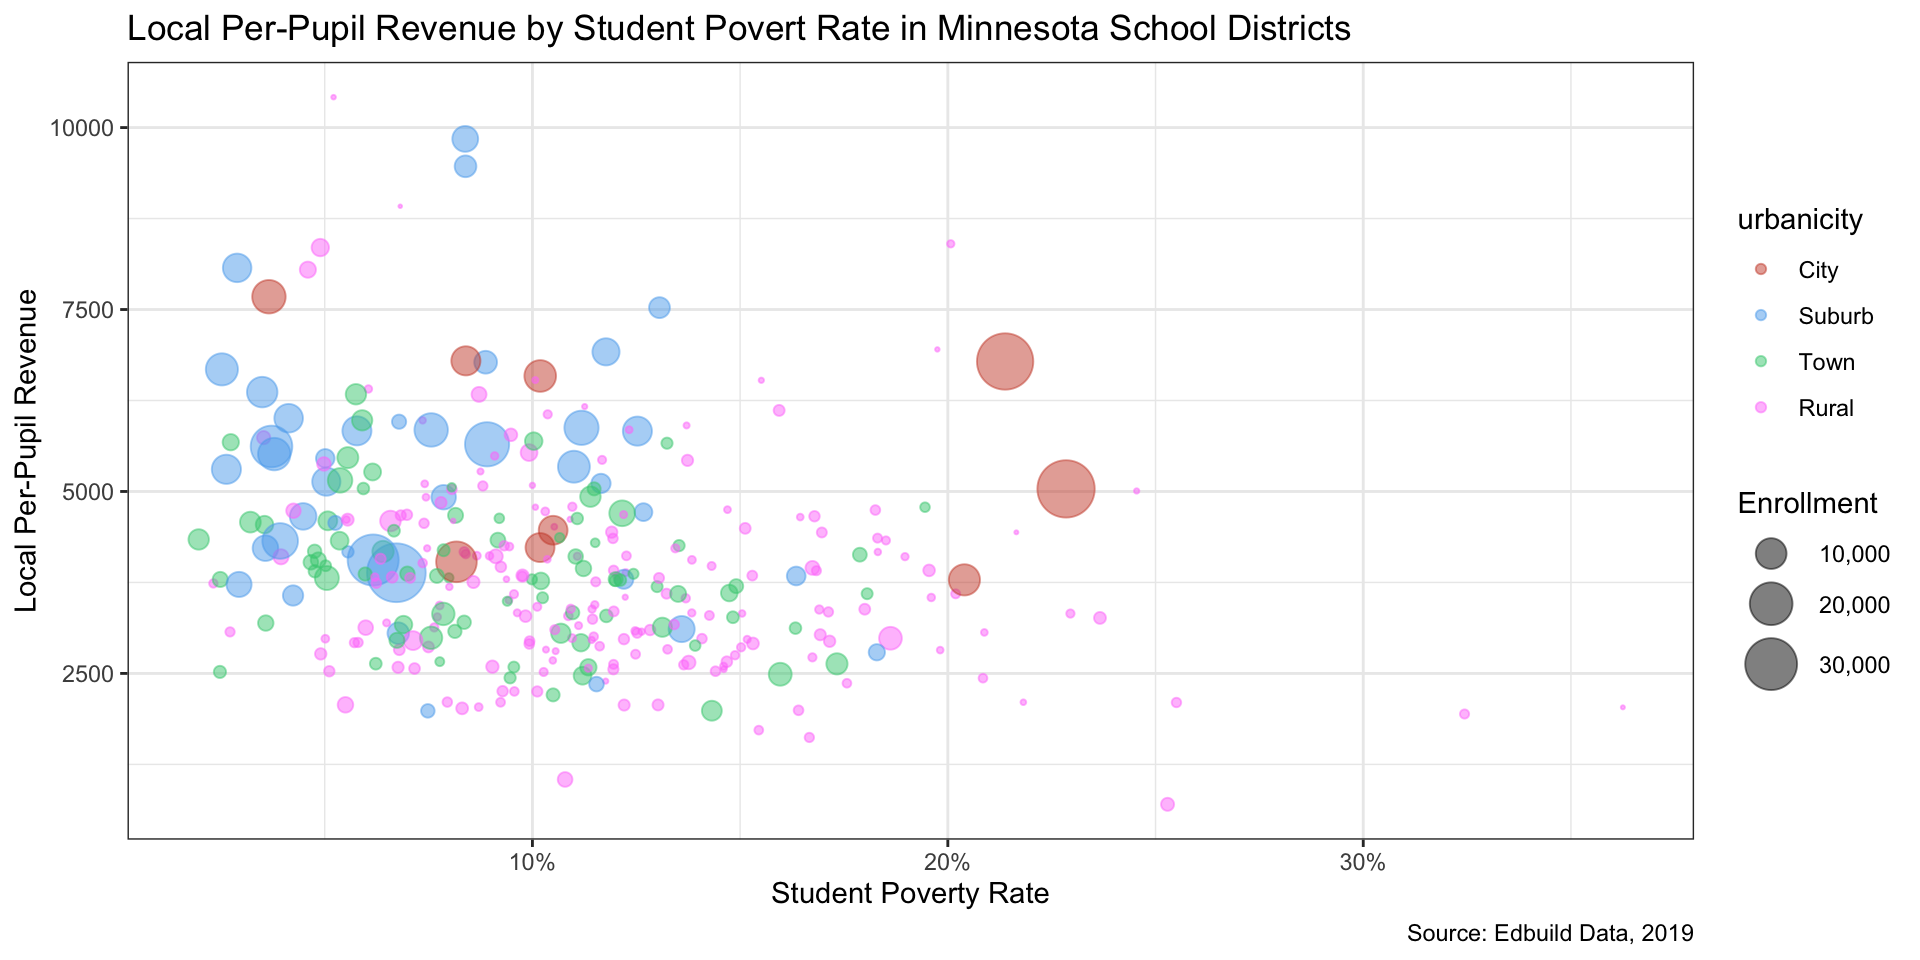 Local Per-Pupil Revenue by Student Povert Rate in Minnesota School Districts
Local Per-Pupil Revenue
10000
7500
5000
2500
10%
20%
30%
Student Poverty Rate
urbanicity
City
Suburb
Town
Rural
Enrollment
10,000
20,000
30,000
Source: Edbuild Data, 2019